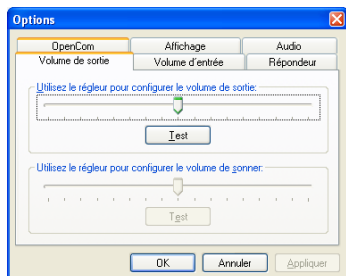 Options
OpenCom Affichage Audio
Volume de sortie Volume d'entrée Répondeur
Utilisez le régleur pour configurer le volume de sortie:
Test
Utilisez le régleur pour configurer le volume de sonner:
Test
OK Annuler Appliquer